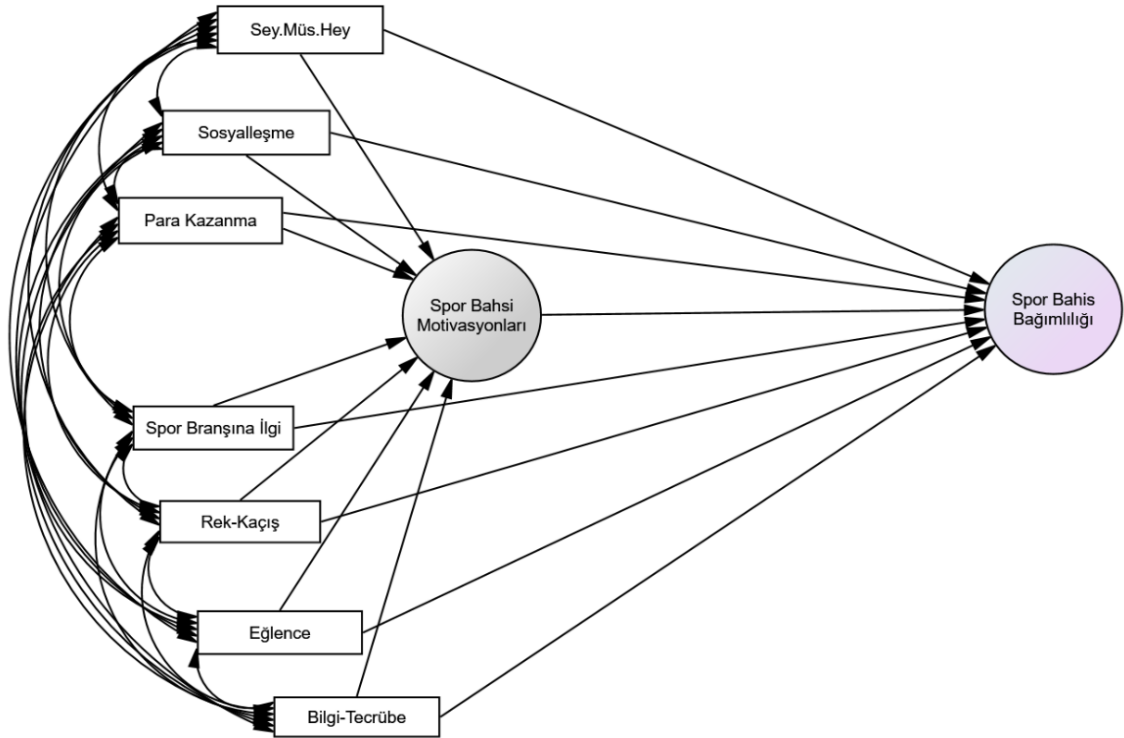 Sey.Müs.Hey
Sosyalleşme
Para Kazanma
Spor Bahsi
Motivasyonları
Spor Bahis
Bağımlılığı
Spor Branşına İlgi
Rek-Kaçış
Eğlence
Bilgi-Tecrübe